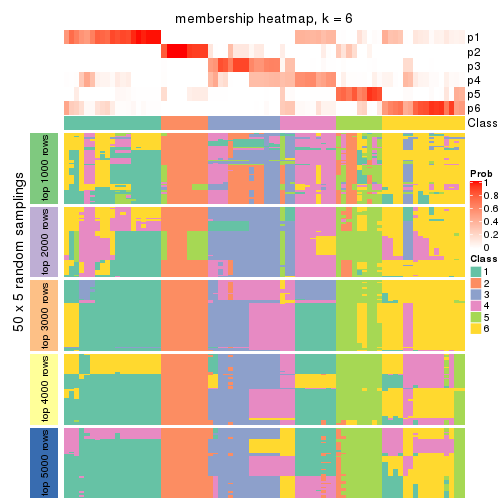 membership heatmap, k = 6
p1
p2
p3
p4
p5
p6
Class
50 x 5 random samplings
top 1000 rows
top 2000 rows
top 3000 rows
top 4000 rows
top 5000 rows
Prob
1
0.8
0.6
0.4
0.2
0
Class
1
2
3
4
5
6